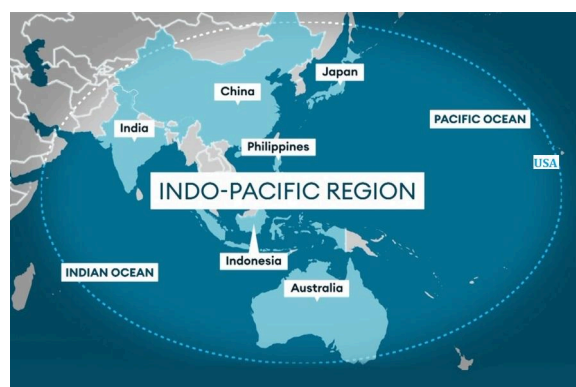 Japan
China
PACIFIC OCEAN
India
Philippines
USA
INDO-PACIFIC REGION
Indonesia
INDIAN OCEAN
Australia